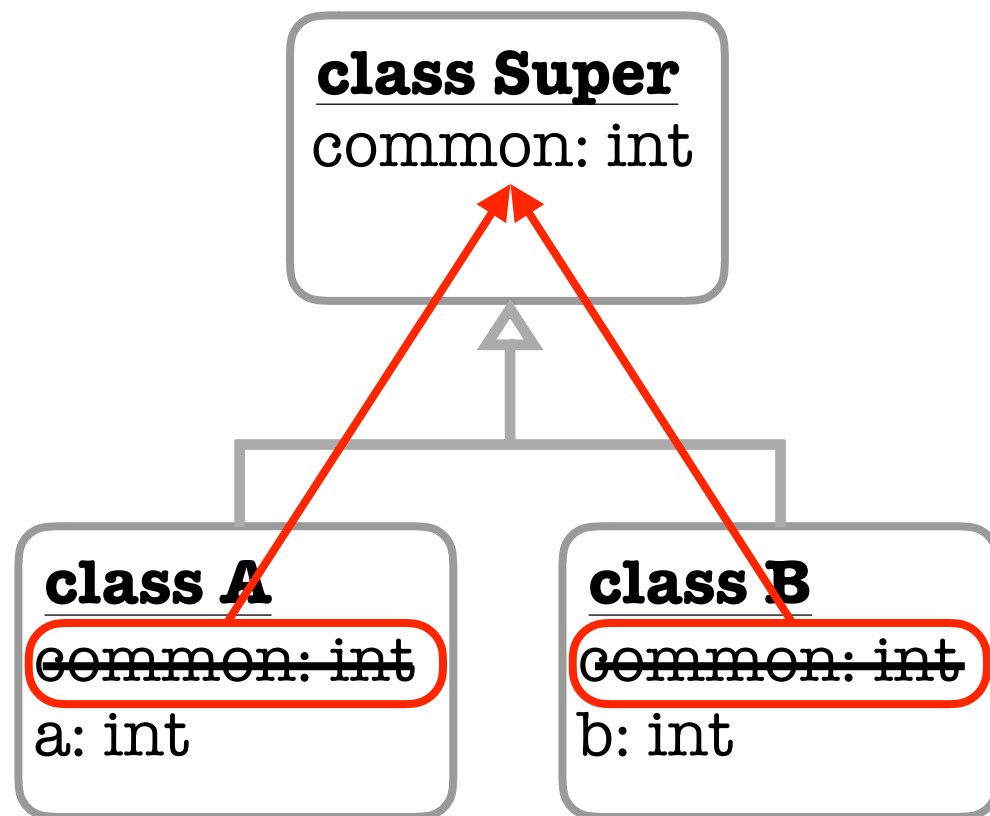 class Super
common: int
class A
common: int
a: int
class B
common: int
b: int